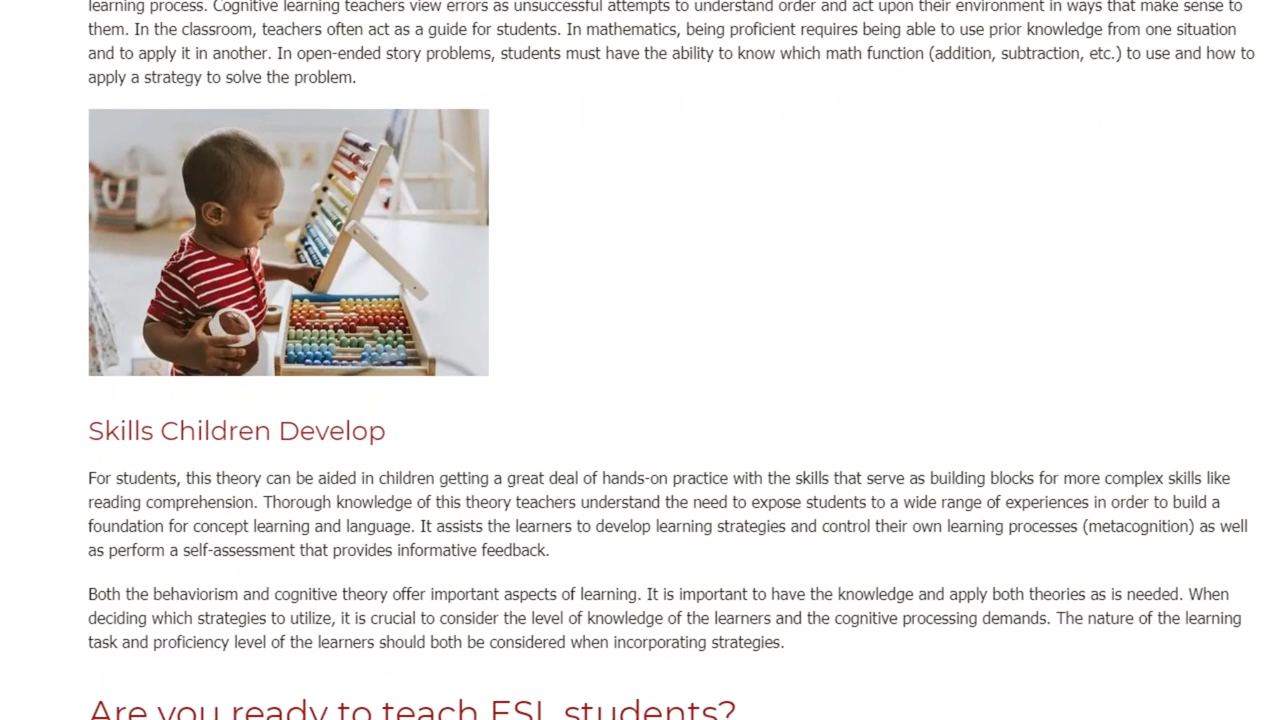 learning process. Cognitive learning teachers view errors as unsuccessful attempts to understand order and act upon their environment in ways that make sense to
them. In the classroom, teachers often act as a guide for students. In mathematics, being proficient requires being able to use prior knowledge from one situation
and to apply it in another. In open-ended story problems, students must have the ability to know which math function (addition, subtraction, etc.) to use and how to
apply a strategy to solve the problem.
Skills Children Develop
For students, this theory can be aided in children getting a great deal of hands-on practice with the skills that serve as building blocks for more complex skills like
reading comprehension. Thorough knowledge of this theory teachers understand the need to expose students to a wide range of experiences in order to build a
foundation for concept learning and language. It assists the learners to develop learning strategies and control their own learning processes (metacognition) as well
as perform a self-assessment that provides informative feedback.
Both the behaviorism and cognitive theory offer important aspects of learning. It is important to have the knowledge and apply both theories as is needed. When
deciding which strategies to utilize, it is crucial to consider the level of knowledge of the learners and the cognitive processing demands. The nature of the learning
task and proficiency level of the learners should both be considered when incorporating strategies.
Are you ready to teach ESL students?